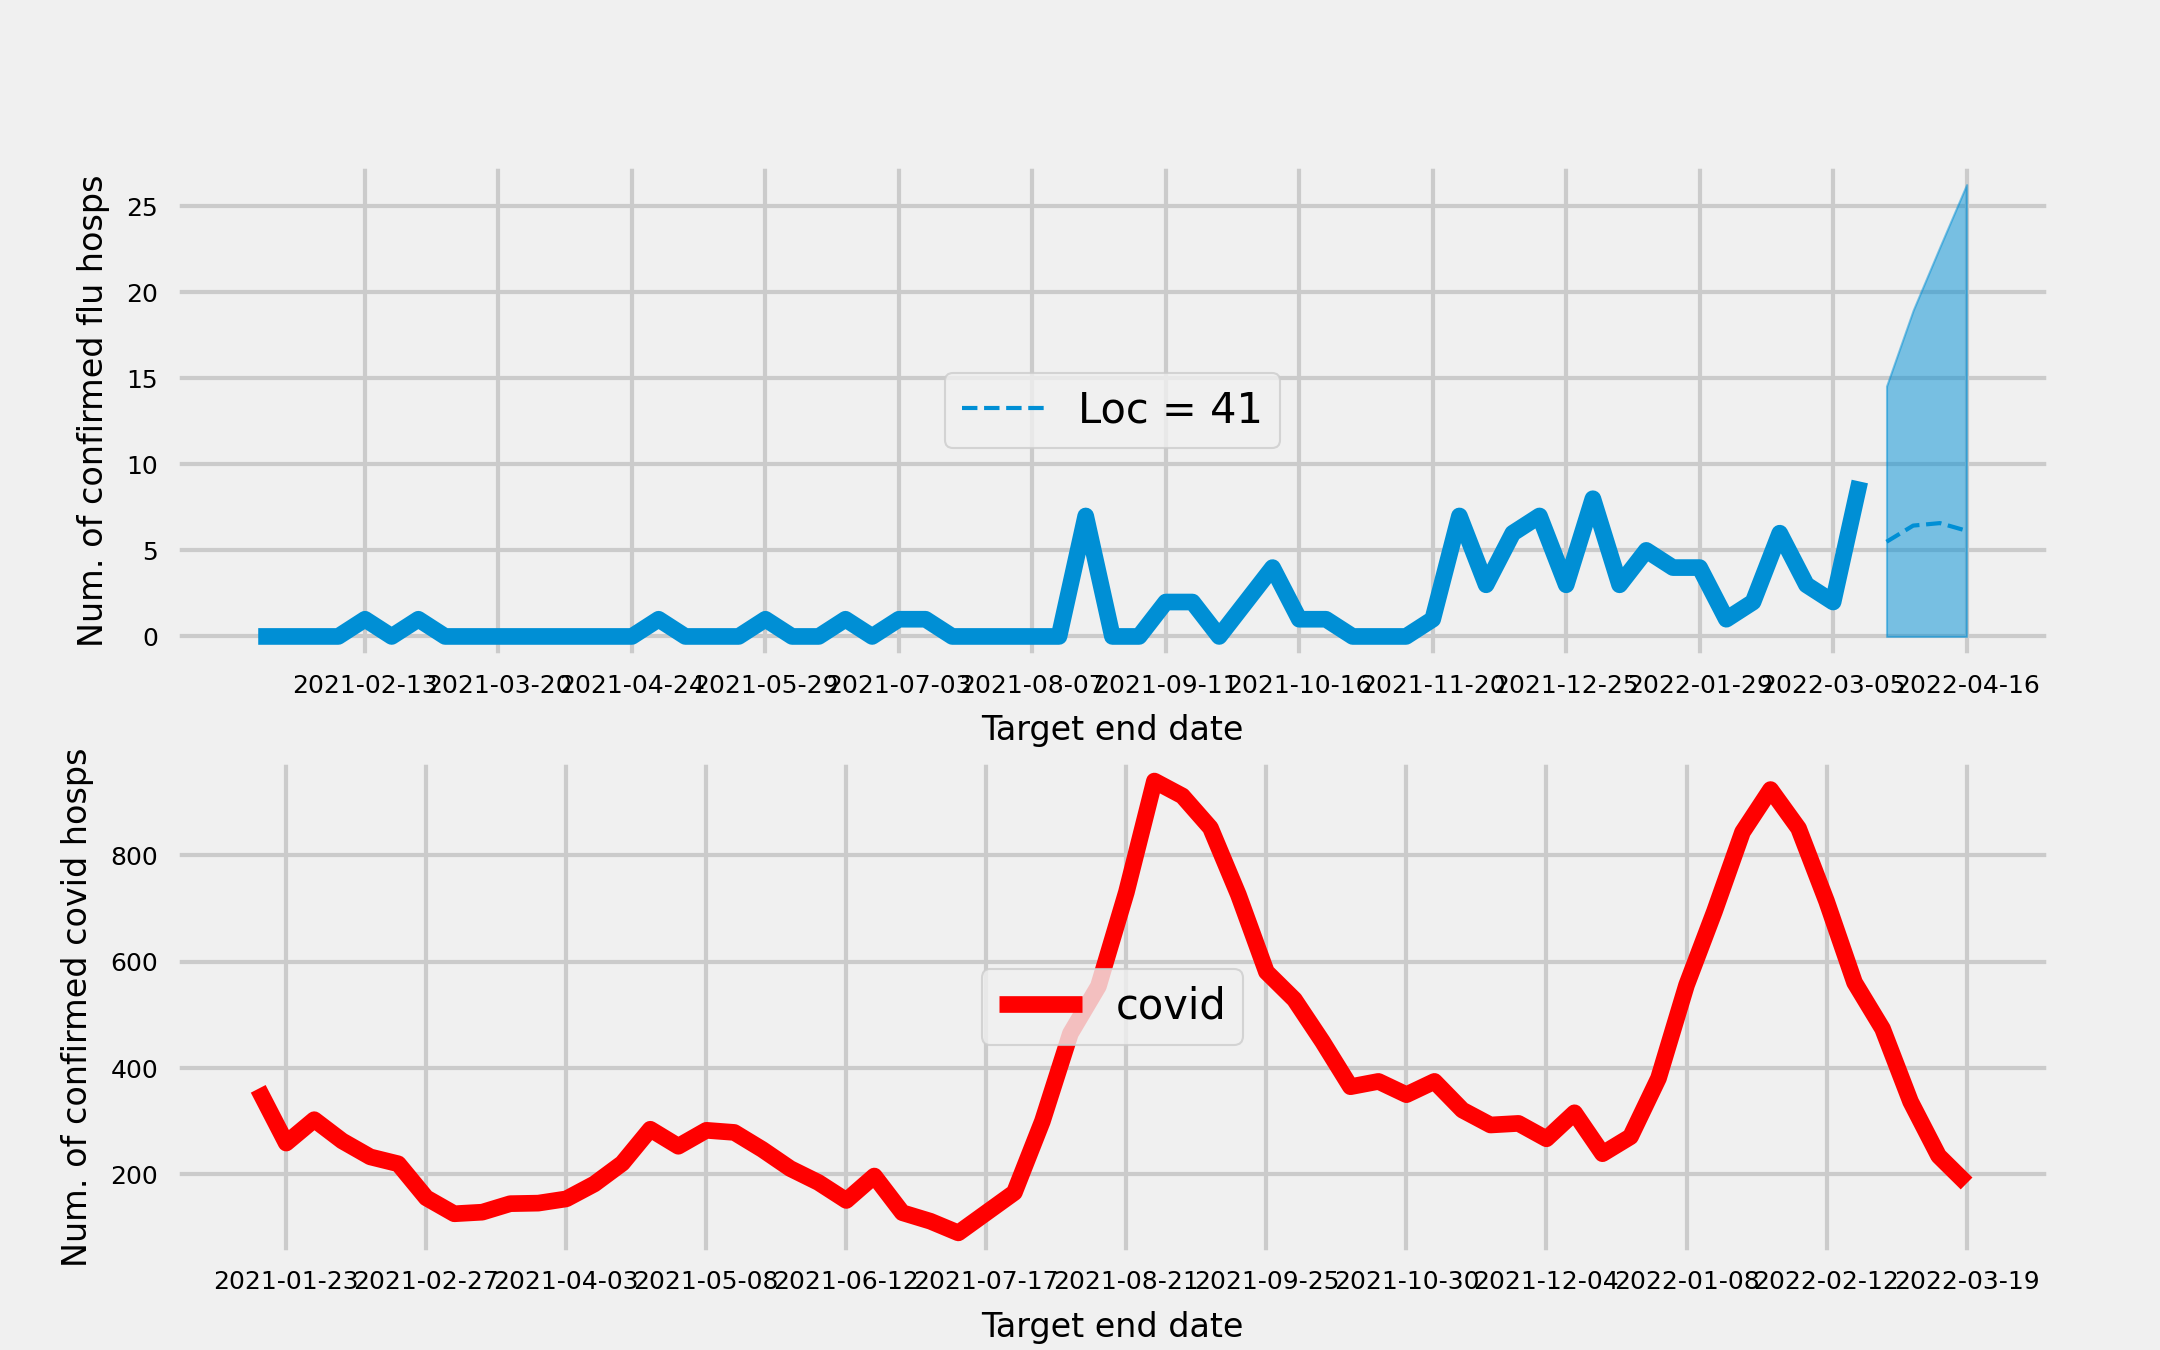 Num. of confirmed flu hosps
25
20
15
10
5
0
Loc = 41
2021-02-13 2021-03-20 2021-04-24 2021-05-29 2021-07-03 2021-08-07 2021-09-11 2021-10-16 2021-11-20 2021-12-25 2022-01-29 2022-03-05 2022-04-16
Target end date
Num. of confirmed covid hosps
800
600
400
200
covid
2021-01-23 2021-02-27 2021-04-03 2021-05-08 2021-06-12 2021-07-17 2021-08-21 2021-09-25 2021-10-30 2021-12-04 2022-01-08 2022-02-12 2022-03-19
Target end date